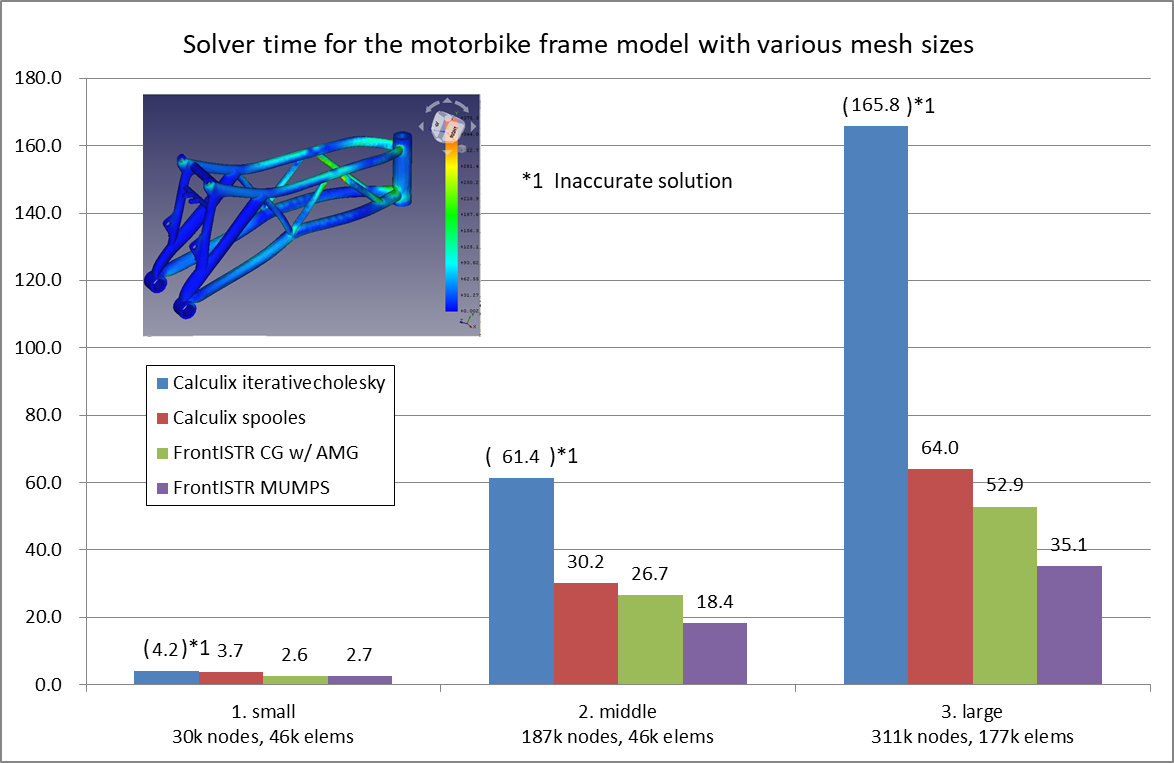 Solver time for the motorbike frame model with various mesh sizes
180.0
160.0
140.0
120.0
100.0
80.0
60.0
40.0
20.0
0.0
*1 Inaccurate solution
Calculix iterativecholesky
Calculix spooles
FrontISTR CG w/ AMG
FrontISTR MUMPS
(4.2)*1
3.7
2.6
2.7
( 61.4 )*1
30.2
26.7
18.4
(165.8 )*1
64.0
52.9
35.1
1. small
30k nodes, 46k elems
2. middle
187k nodes, 46k elems
3. large
311k nodes, 177k elems